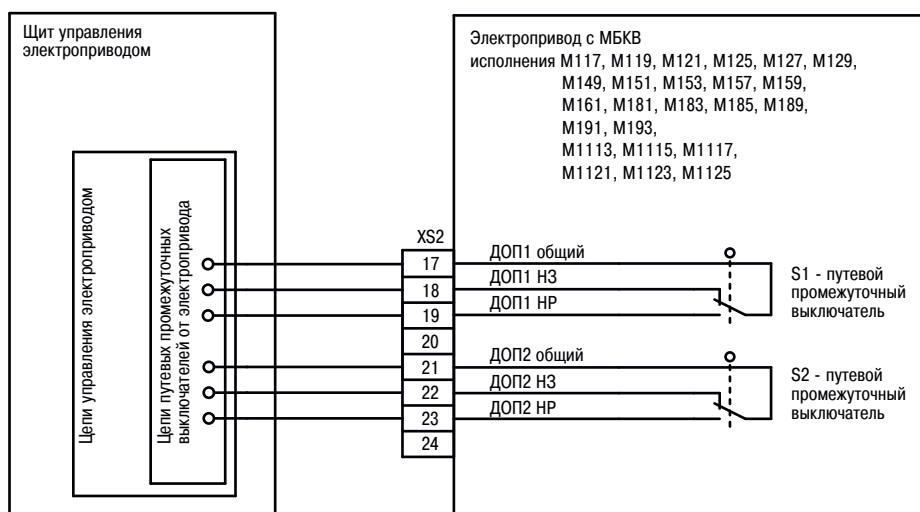 Щит управления
электроприводом
Электропривод с МБКВ
исполнения М117, М119, М121, М125, М127, М129,
М149, М151, М153, М157, М159,
М161, М181, М183, М185, М189,
М191, М193,
М1113, М1115, М1117,
М1121, М1123, М1125
Цепи управления электроприводом
Цепи путевых промежуточных
выключателей от электропривода
XS2
17
18
19
20
21
22
23
24
ДОП1 общий
ДОП1 НЗ
ДОП1 НР
ДОП2 общий
ДОП2 НЗ
ДОП2 НР
S1 - путевой
промежуточный
выключатель
S2 - путевой
промежуточный
выключатель